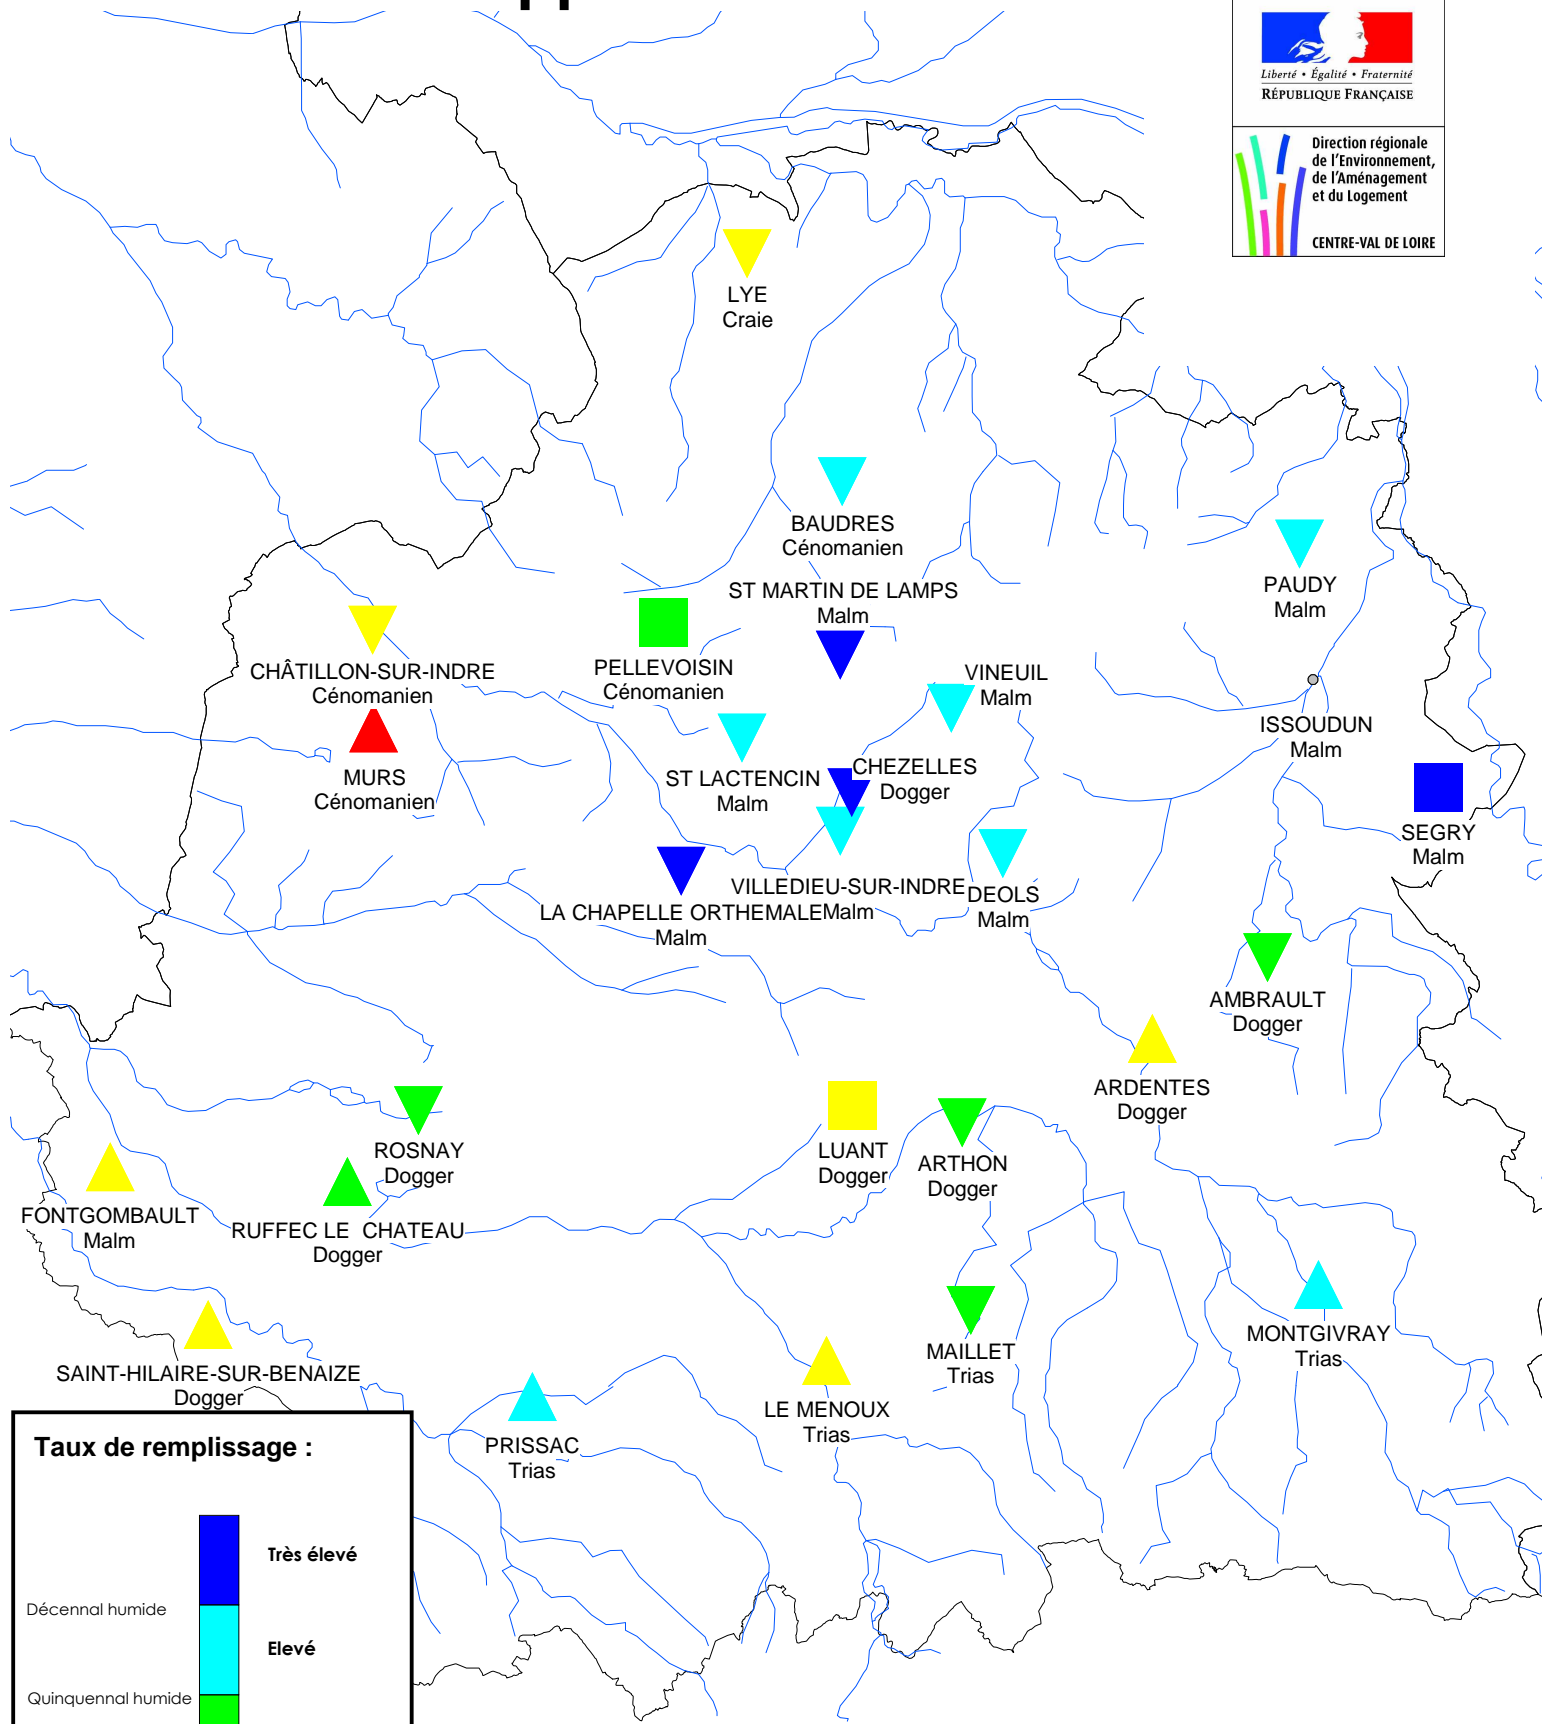 Liberté • Égalité • Fraternité
RÉPUBLIQUE FRANÇAISE
Direction régionale
de l'Environnement,
de l'Aménagement
et du Logement
CENTRE-VAL DE LOIRE
LYE
Craie
BAUDRES
Cénomanien
ST MARTIN DE LAMPS
Malm
PAUDY
Malm
CHÂTILLON-SUR-INDRE
Cénomanien
PELLEVOISIN
Cénomanien
VINEUIL
Malm
ISSOUDUN
Malm
MURS
Cénomanien
ST LACTENCIN
Malm
CHEZELLES
Dogger
SEGRY
Malm
VILLEDIEU-SUR-INDRE
Malm
DEOLS
Malm
LA CHAPELLE ORTHEMALE
Malm
AMBRAULT
Dogger
ARDENTES
Dogger
ROSNAY
Dogger
LUANT
Dogger
ARTHON
Dogger
FONTGOMBAULT
Malm
RUFFEC LE  CHATEAU
Dogger
MONTGIVRAY
Trias
MAILLET
Trias
SAINT-HILAIRE-SUR-BENAIZE
Dogger
LE MENOUX
Trias
PRISSAC
Trias
Taux de remplissage :
Très élevé
Décennal humide
Elevé
Quinquennal humide